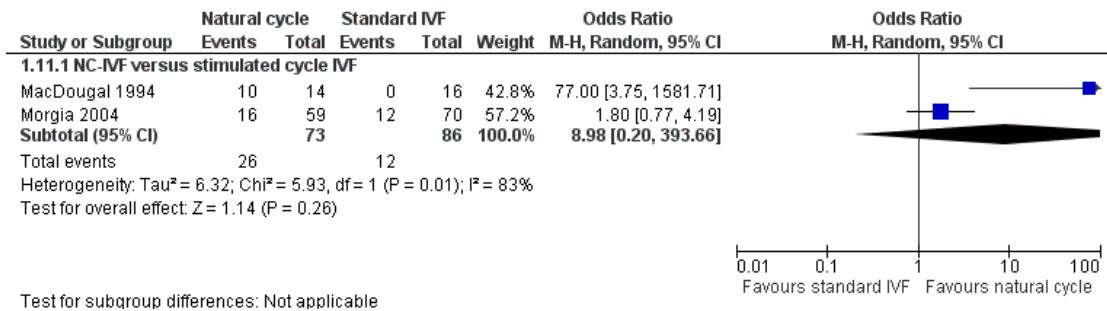 Natural cycle Standard IVF Odds Ratio Odds Ratio
Study or Subgroup Events Total Events Total Weight M-H, Random, 95% CI M-H, Random, 95% CI
1.11.1 NC-IVF versus stimulated cycle IVF
MacDougal 1994 10 14 0 16 42.8% 77.00 [3.75, 1581.71]
Morgia 2004 16 59 12 70 57.2% 1.80 [0.77, 4.19]
Subtotal (95% CI) 73 86 100.0% 8.98 [0.20, 393.66]
Total events 26 12
Heterogeneity: Tau² = 6.32; Chi² = 5.93, df = 1 (P = 0.01); I² = 83%
Test for overall effect: Z = 1.14 (P = 0.26)
0.01 0.1 1 10 100
Favours standard IVF Favours natural cycle
Test for subgroup differences: Not applicable